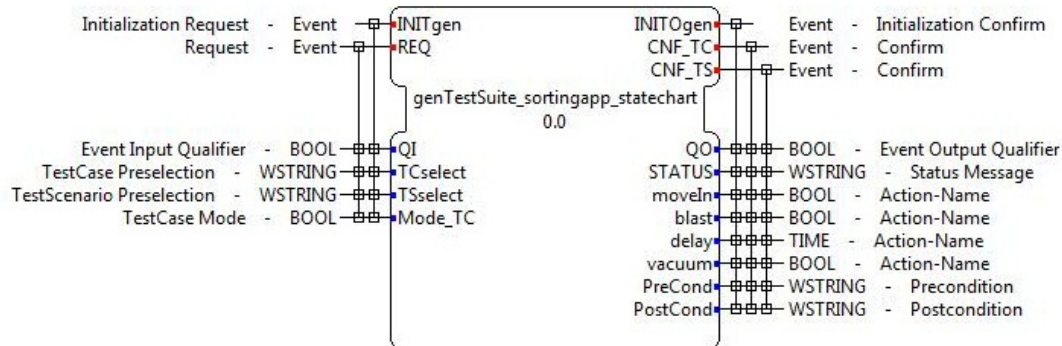 Initialization Request - Event INITgen INITOgen Event - Initialization Confirm
Request - Event REQ CNF_TC Event - Confirm
CNF_TS Event - Confirm
genTestSuite_sortingapp_statechart
0.0
Event Input Qualifier - BOOL QI QO BOOL - Event Output Qualifier
TestCase Preselection - WSTRING TCselect STATUS WSTRING - Status Message
TestScenario Preselection - WSTRING TSselect moveIn BOOL - Action-Name
TestCase Mode - BOOL Mode_TC blast BOOL - Action-Name
delay TIME - Action-Name
vacuum BOOL - Action-Name
PreCond WSTRING - Precondition
PostCond WSTRING - Postcondition